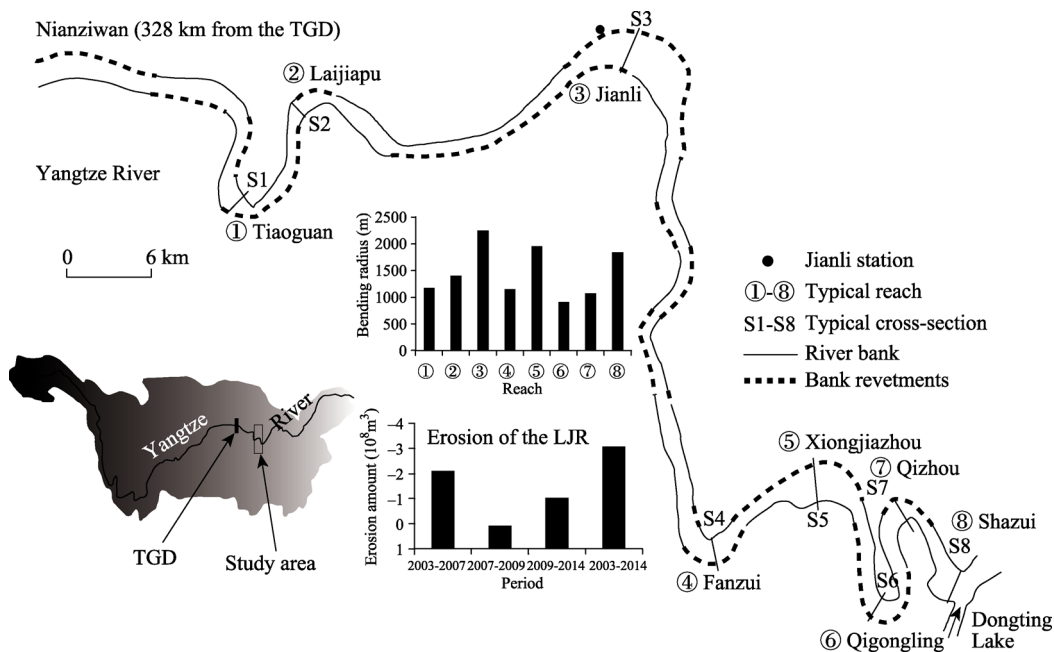 Nianziwan (328 km from the TGD)
② Laijiapu
S3
③ Jianli
S2
Yangtze River
S1
① Tiaoguan
0 6 km
Bending radius (m)
2500
2000
1500
1000
500
0
① ② ③ ④ ⑤ ⑥ ⑦ ⑧
Reach
Jianli station
①-⑧ Typical reach
S1-S8 Typical cross-section
River bank
Bank revetments
Yangtze River
TGD
Study area
Erosion of the LJR
Erosion amount (10⁸m³)
-4
-3
-2
-1
0
1
2003-2007 2007-2009 2009-2014 2003-2014
Period
S4
④ Fanzui
⑤ Xiongjiazhou
S5
⑦ Qizhou
S7
⑧ Shazui
S8
S6
⑥ Qigongling
Dongting
Lake